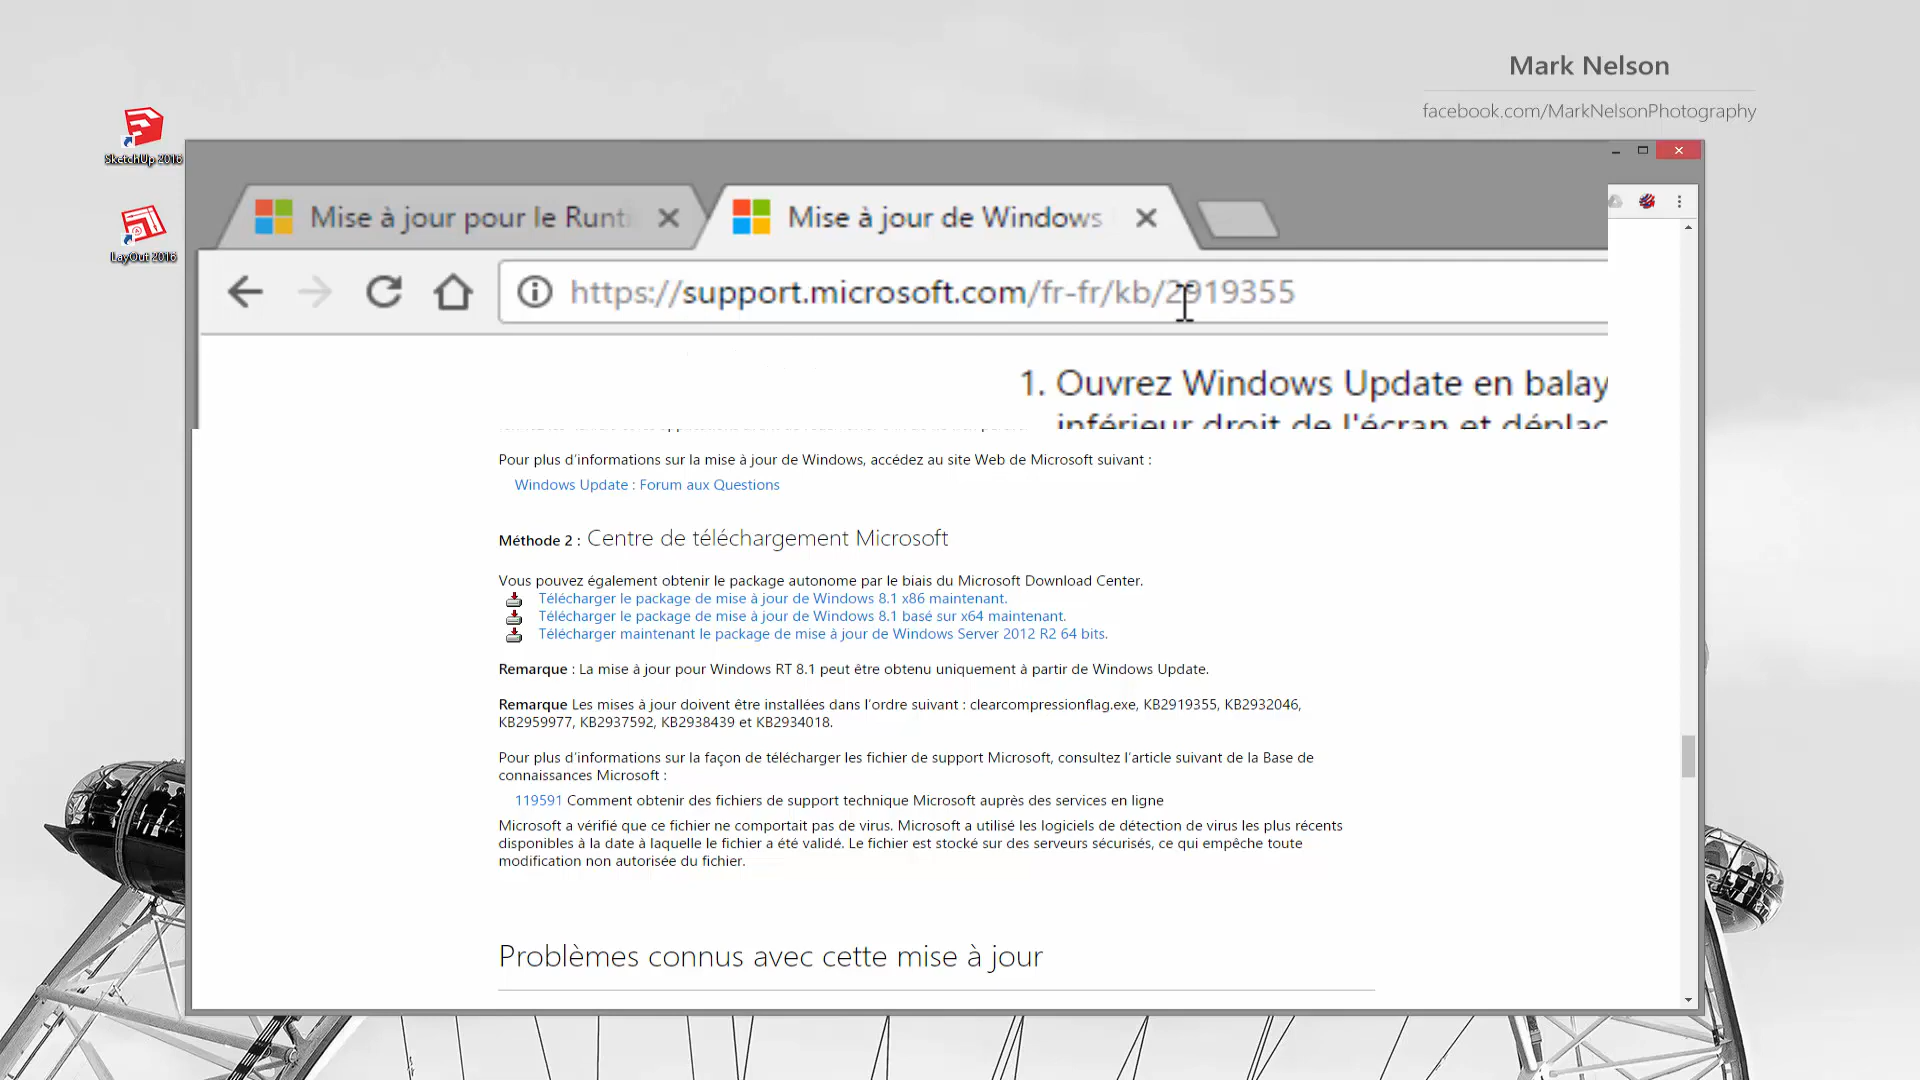 Mark Nelson
facebook.com/MarkNelsonPhotography
SketchUp 2016
LayOut 2016
Mise à jour pour le Runti
Mise à jour de Windows
https://support.microsoft.com/fr-fr/kb/2919355
1. Ouvrez Windows Update en balay
inférieur droit de l'écran et déplac
Pour plus d'informations sur la mise à jour de Windows, accédez au site Web de Microsoft suivant :
Windows Update : Forum aux Questions
Méthode 2 : Centre de téléchargement Microsoft
Vous pouvez également obtenir le package autonome par le biais du Microsoft Download Center.
Télécharger le package de mise à jour de Windows 8.1 x86 maintenant.
Télécharger le package de mise à jour de Windows 8.1 basé sur x64 maintenant.
Télécharger maintenant le package de mise à jour de Windows Server 2012 R2 64 bits.
Remarque : La mise à jour pour Windows RT 8.1 peut être obtenu uniquement à partir de Windows Update.
Remarque Les mises à jour doivent être installées dans l'ordre suivant : clearcompressionflag.exe, KB2919355, KB2932046,
KB2959977, KB2937592, KB2938439 et KB2934018.
Pour plus d'informations sur la façon de télécharger les fichier de support Microsoft, consultez l'article suivant de la Base de
connaissances Microsoft :
119591 Comment obtenir des fichiers de support technique Microsoft auprès des services en ligne
Microsoft a vérifié que ce fichier ne comportait pas de virus. Microsoft a utilisé les logiciels de détection de virus les plus récents
disponibles à la date à laquelle le fichier a été validé. Le fichier est stocké sur des serveurs sécurisés, ce qui empêche toute
modification non autorisée du fichier.
Problèmes connus avec cette mise à jour